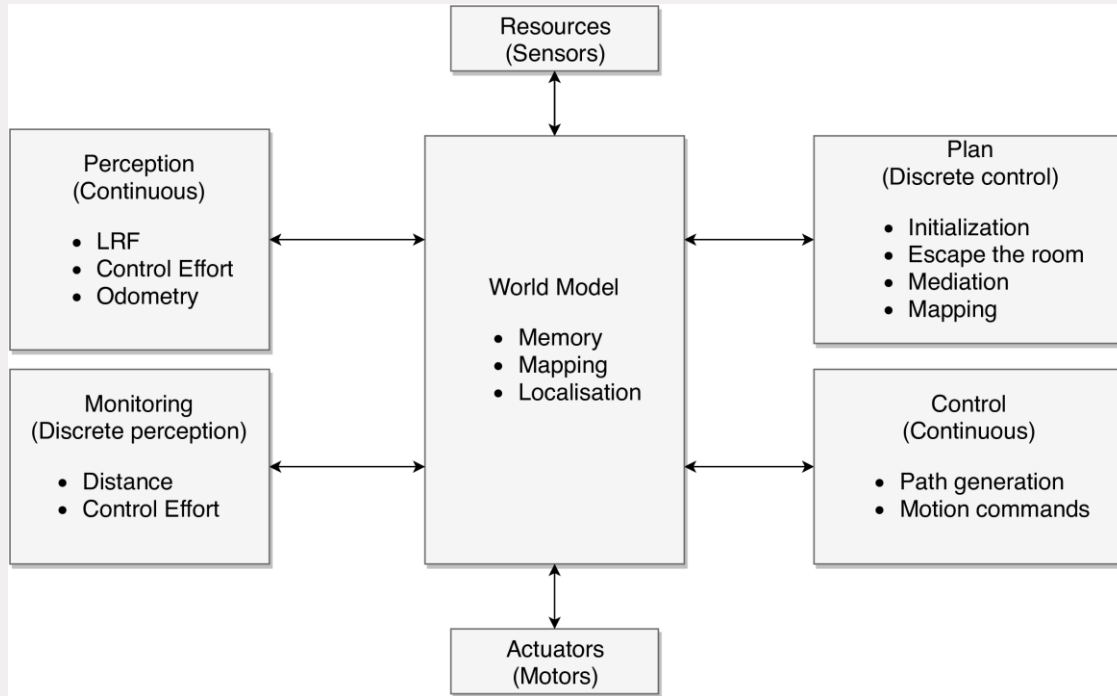 Resources
(Sensors)
Perception
(Continuous)
• LRF
• Control Effort
• Odometry
Monitoring
(Discrete perception)
• Distance
• Control Effort
World Model
• Memory
• Mapping
• Localisation
Plan
(Discrete control)
• Initialization
• Escape the room
• Mediation
• Mapping
Control
(Continuous)
• Path generation
• Motion commands
Actuators
(Motors)